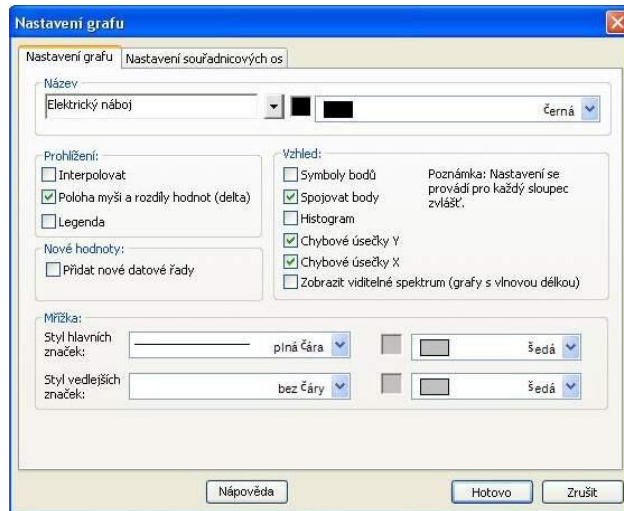 Nastavení grafu
Nastavení grafu
Nastavení souřadnicových os
Název
Elektrický náboj
černá
Prohlížení:
Interpolovat
Poloha myši a rozdíly hodnot (delta)
Legenda
Nové hodnoty:
Přidat nové datové řady
Vzhled:
Symboly bodů
Spojovat body
Histogram
Chybové úsečky Y
Chybové úsečky X
Zobrazit viditelné spektrum (grafy s vlnovou délkou)
Poznámka: Nastavení se
provádí pro každý sloupec
zvlášť.
Mřížka:
Styl hlavních
značek:
plná čára
šedá
Styl vedlejších
značek:
bez čáry
šedá
Nápověda
Hotovo
Zrušit